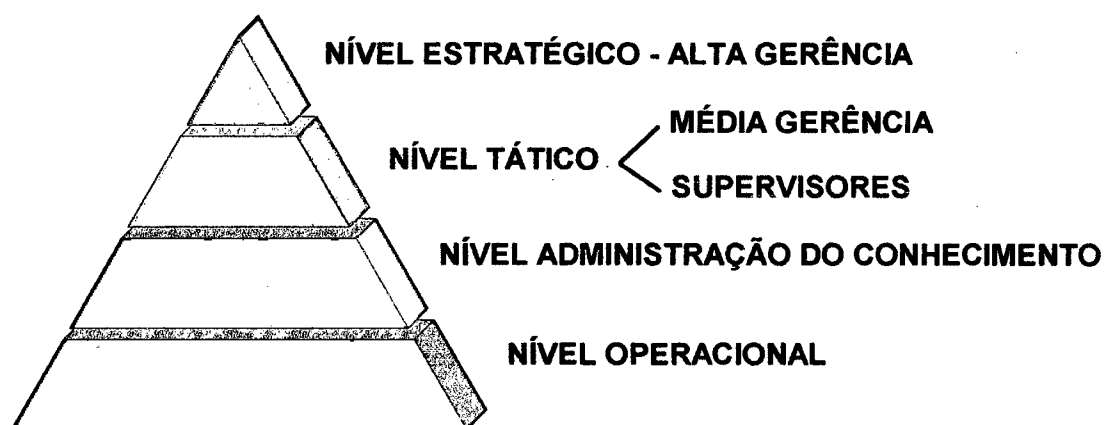 NÍVEL ESTRATÉGICO - ALTA GERÊNCIA
MÉDIA GERÊNCIA
NÍVEL TÁTICO
SUPERVISORES
NÍVEL ADMINISTRAÇÃO DO CONHECIMENTO
NÍVEL OPERACIONAL